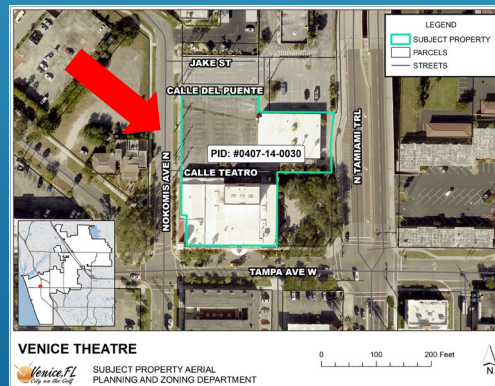 LEGEND
SUBJECT PROPERTY
PARCELS
STREETS
JAKE ST
CALLE DEL PUENTE
PID: #0407-14-0030
CALLE TEATRO
NOKOMIS AVE N
N TAMIAMI TRL
TAMPA AVE W
VENICE THEATRE
Venice, FL
City on the Gulf
SUBJECT PROPERTY AERIAL
PLANNING AND ZONING DEPARTMENT
0 100 200 Feet
N